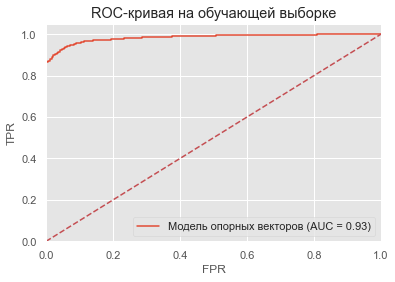 ROC-кривая на обучающей выборке
1.0
0.8
0.6
0.4
0.2
0.0
TPR
Модель опорных векторов (AUC = 0.93)
0.0 0.2 0.4 0.6 0.8 1.0
FPR